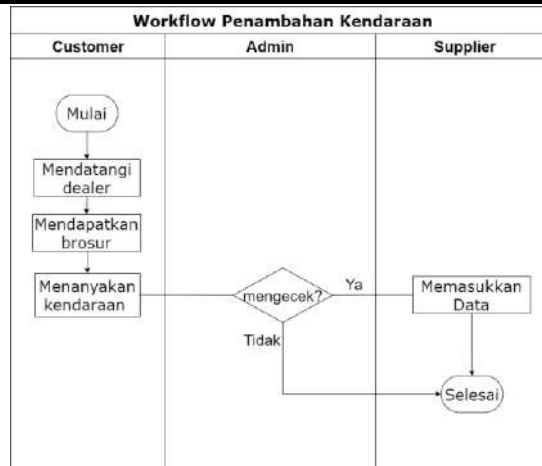 Workflow Penambahan Kendaraan
Customer
Admin
Supplier
Mulai
Mendatangi
dealer
Mendapatkan
brosur
Menanyakan
kendaraan
mengecek?
Ya
Memasukkan
Data
Tidak
Selesai